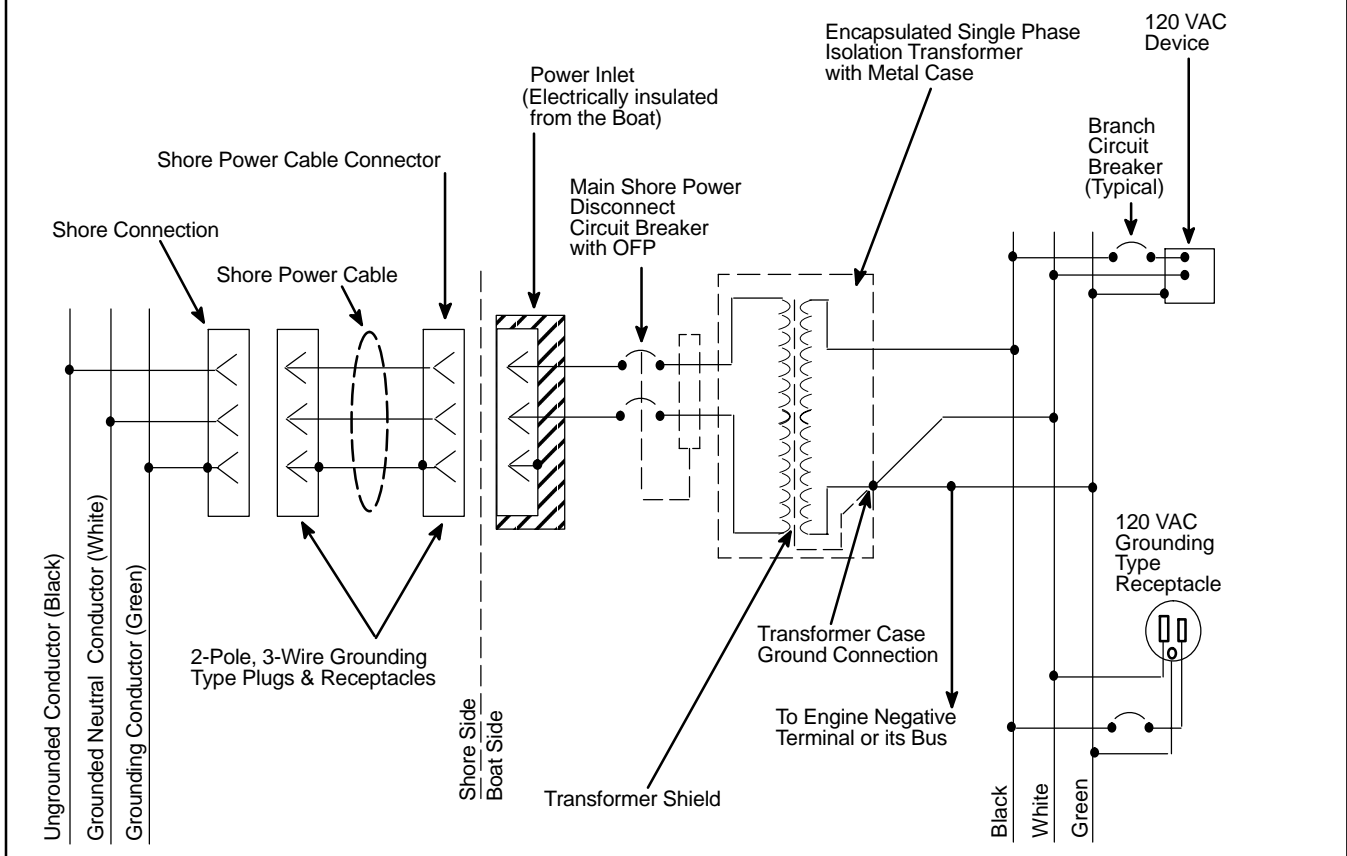 120 VAC
Device
Encapsulated Single Phase
Isolation Transformer
with Metal Case
Power Inlet
(Electrically insulated
from the Boat)
Branch
Circuit
Breaker
(Typical)
Shore Power Cable Connector
Main Shore Power
Disconnect
Circuit Breaker
with OFP
Shore Connection
Shore Power Cable
Ungrounded Conductor (Black)
Grounded Neutral Conductor (White)
Grounding Conductor (Green)
2-Pole, 3-Wire Grounding
Type Plugs & Receptacles
Shore Side
Boat Side
Transformer Shield
Transformer Case
Ground Connection
To Engine Negative
Terminal or its Bus
120 VAC
Grounding
Type
Receptacle
Black
White
Green